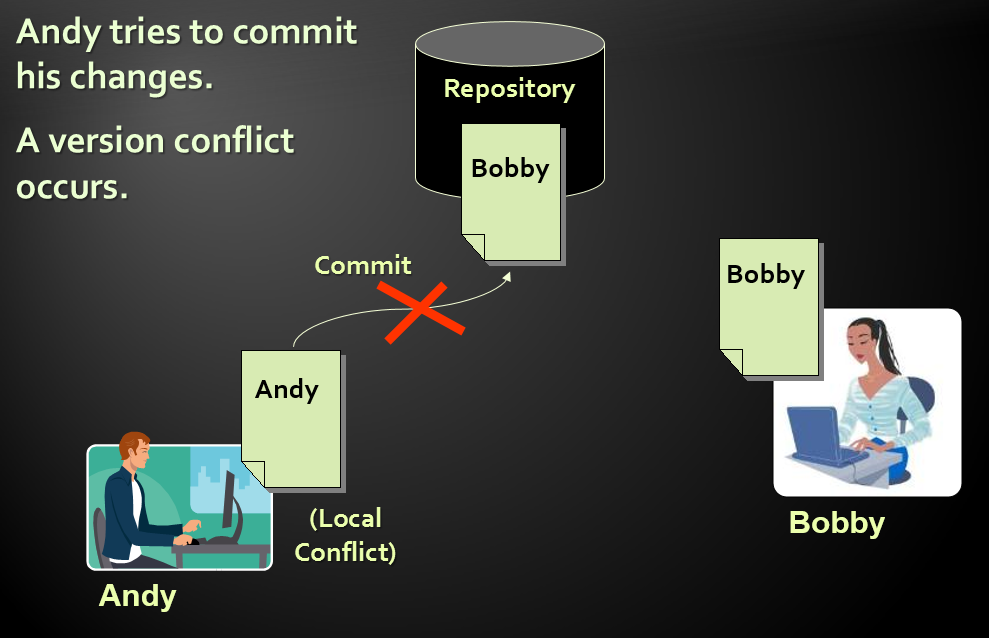 Andy tries to commit
his changes.
A version conflict
occurs.
Repository
Bobby
Commit
Bobby
Andy
(Local
Conflict)
Bobby
Andy